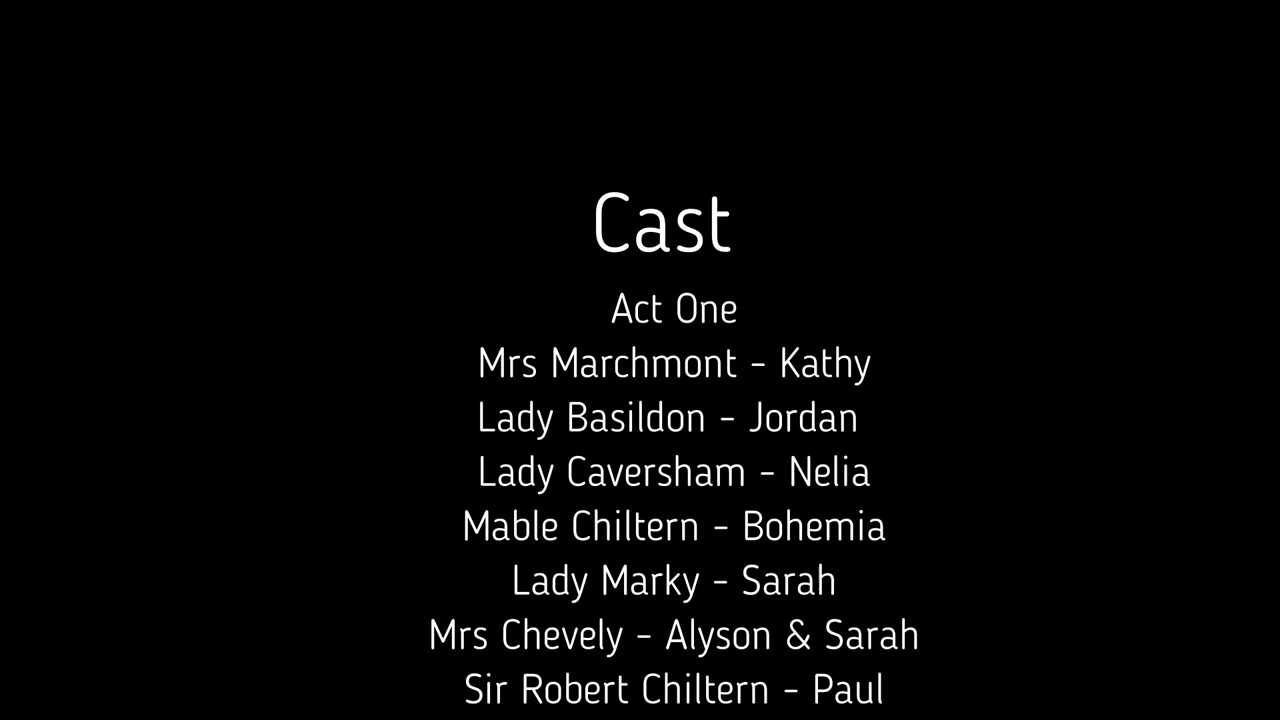 Cast
Act One
Mrs Marchmont - Kathy
Lady Basildon - Jordan
Lady Caversham - Nelia
Mable Chiltern - Bohemia
Lady Marky - Sarah
Mrs Chevely - Alyson & Sarah
Sir Robert Chiltern - Paul